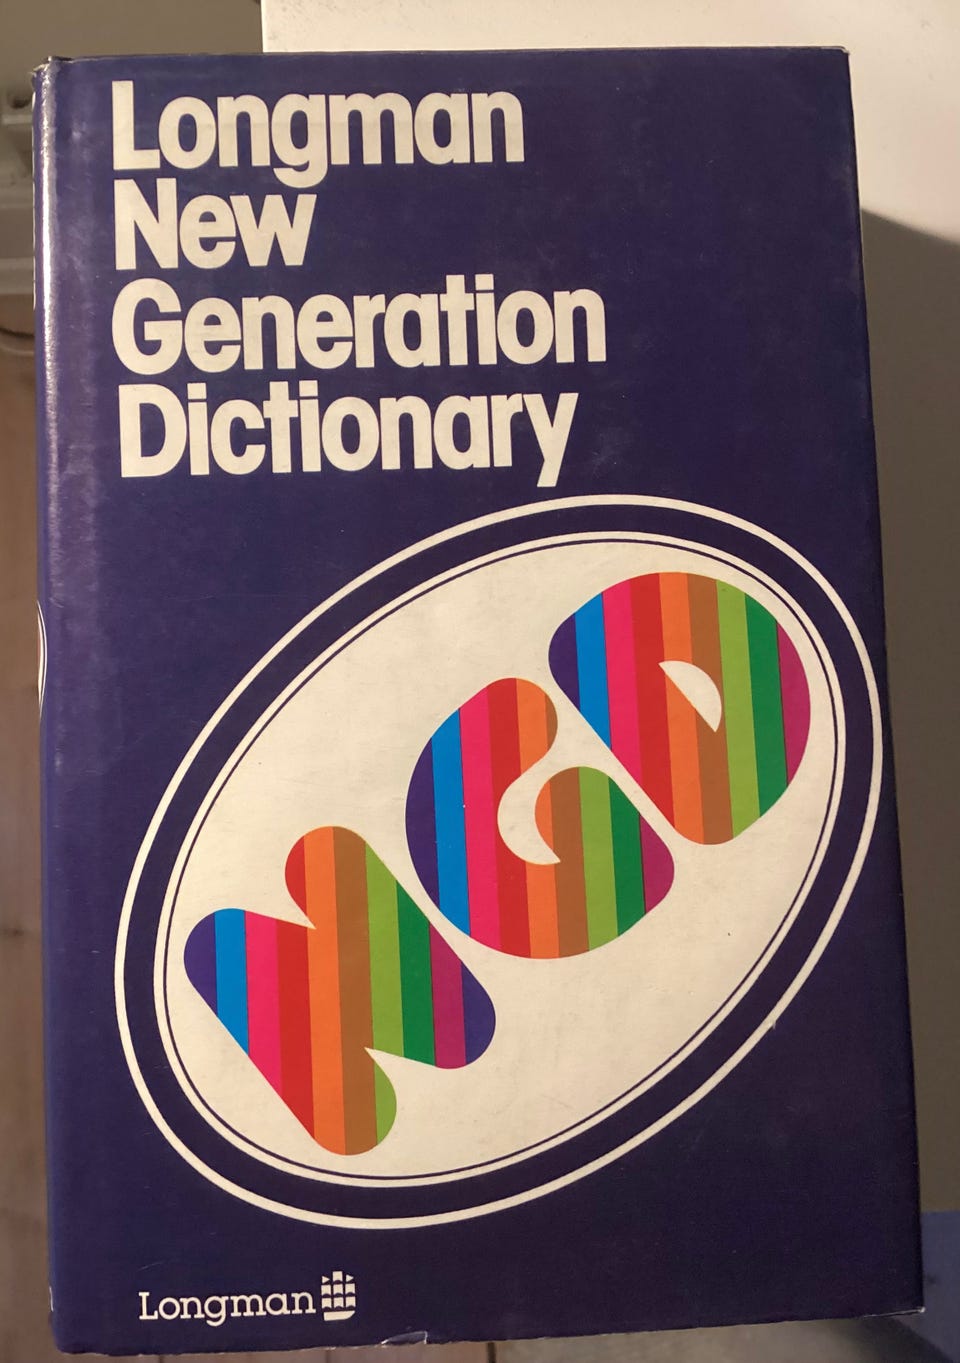 Longman
New
Generation
Dictionary
NGD
Longman